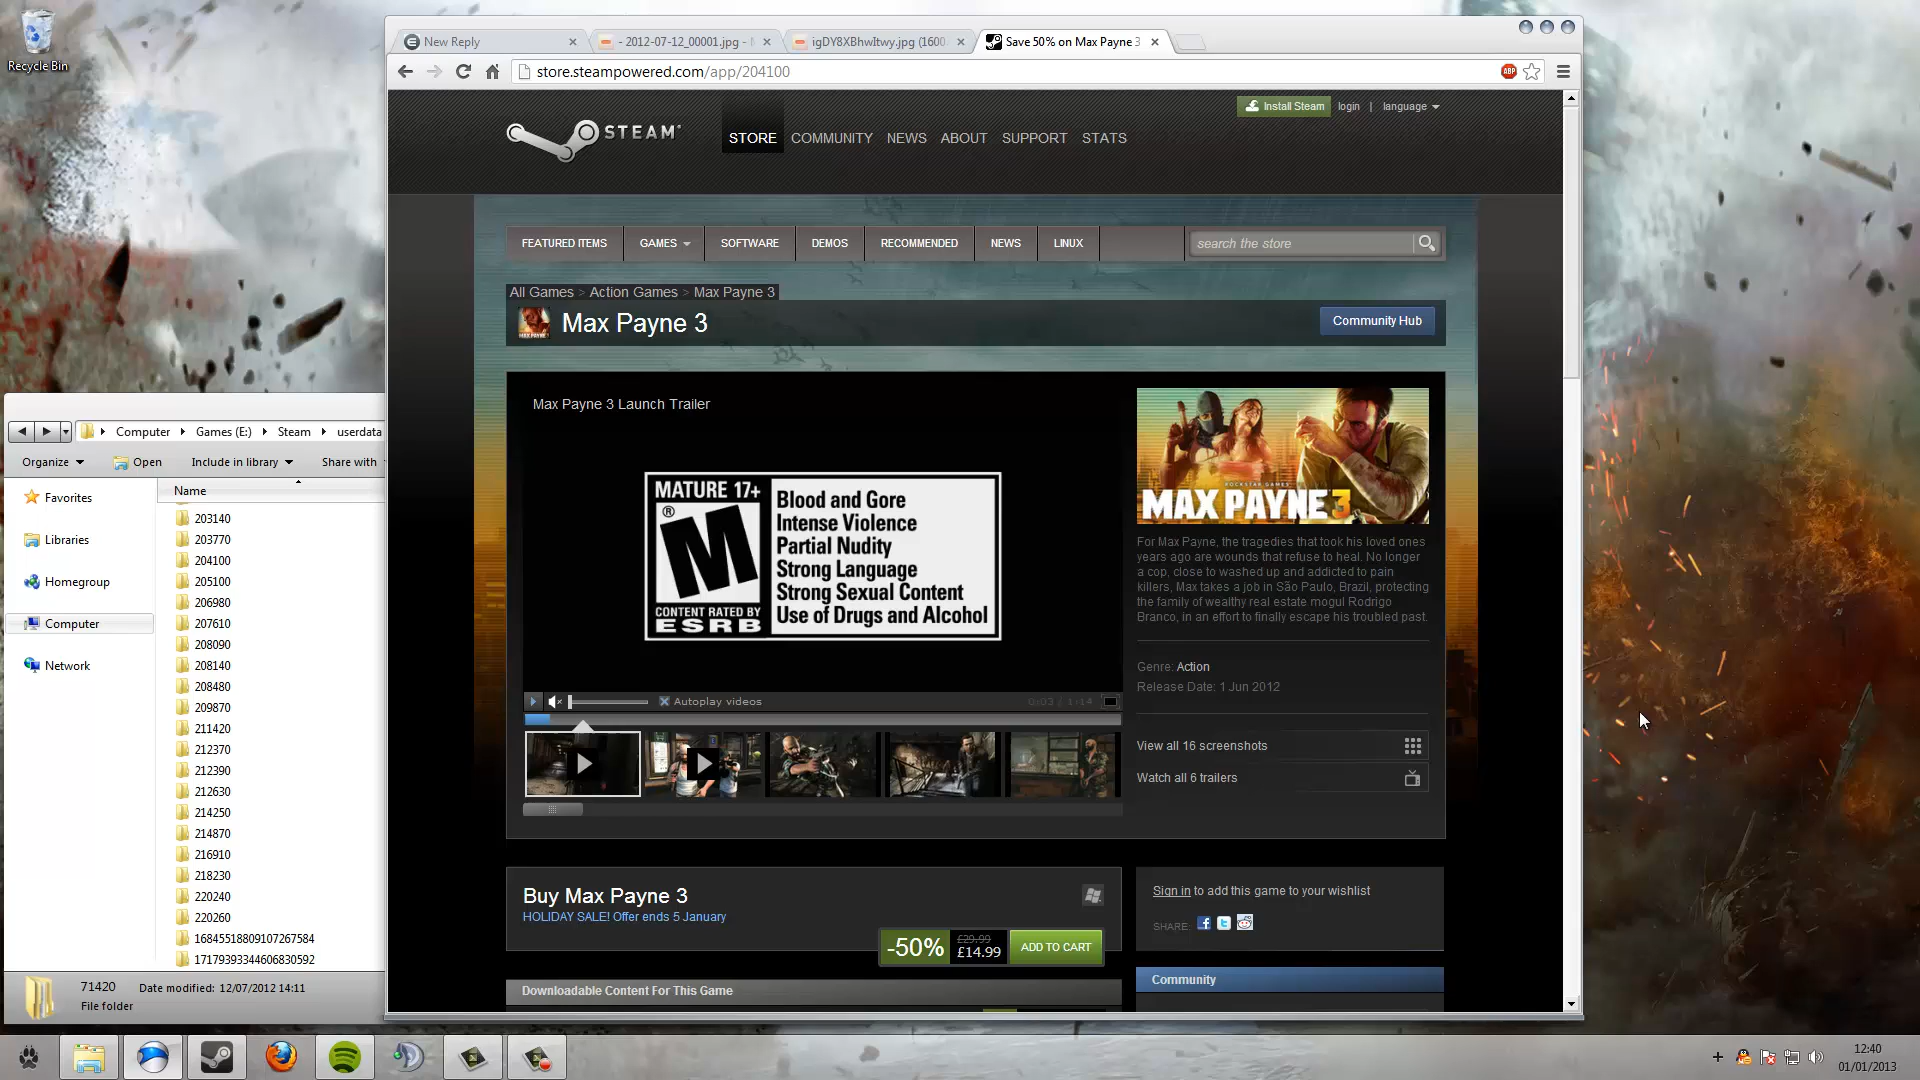 Recycle Bin
New Reply
- 2012-07-12_00001.jpg -
igDY8XBhwItwy.jpg (1600
Save 50% on Max Payne 3
store.steampowered.com/app/204100
ABP
Install Steam login | language
STEAM
STORE COMMUNITY NEWS ABOUT SUPPORT STATS
FEATURED ITEMS GAMES SOFTWARE DEMOS RECOMMENDED NEWS LINUX search the store
All Games > Action Games > Max Payne 3
Max Payne 3
Community Hub
Max Payne 3 Launch Trailer
MATURE 17+
M
®
CONTENT RATED BY
ESRB
Blood and Gore
Intense Violence
Partial Nudity
Strong Language
Strong Sexual Content
Use of Drugs and Alcohol
Autoplay videos
0:03 / 1:14
ROCKSTAR GAMES
MAX PAYNE 3
For Max Payne, the tragedies that took his loved ones
years ago are wounds that refuse to heal. No longer
a cop, close to washed up and addicted to pain
killers, Max takes a job in São Paulo, Brazil, protecting
the family of wealthy real estate mogul Rodrigo
Branco, in an effort to finally escape his troubled past.
Genre: Action
Release Date: 1 Jun 2012
View all 16 screenshots
Watch all 6 trailers
Buy Max Payne 3
HOLIDAY SALE! Offer ends 5 January
-50%
£29.99
£14.99
ADD TO CART
Sign in to add this game to your wishlist
SHARE:
Downloadable Content For This Game
Community
Computer Games (E:) Steam userdata
Organize Open Include in library Share with
Favorites
Libraries
Homegroup
Computer
Network
Name
203140
203770
204100
205100
206980
207610
208090
208140
208480
209870
211420
212370
212390
212630
214250
214870
216910
218230
220240
220260
16845518809107267584
17179393344606830592
71420 Date modified: 12/07/2012 14:11
File folder
12:40
01/01/2013